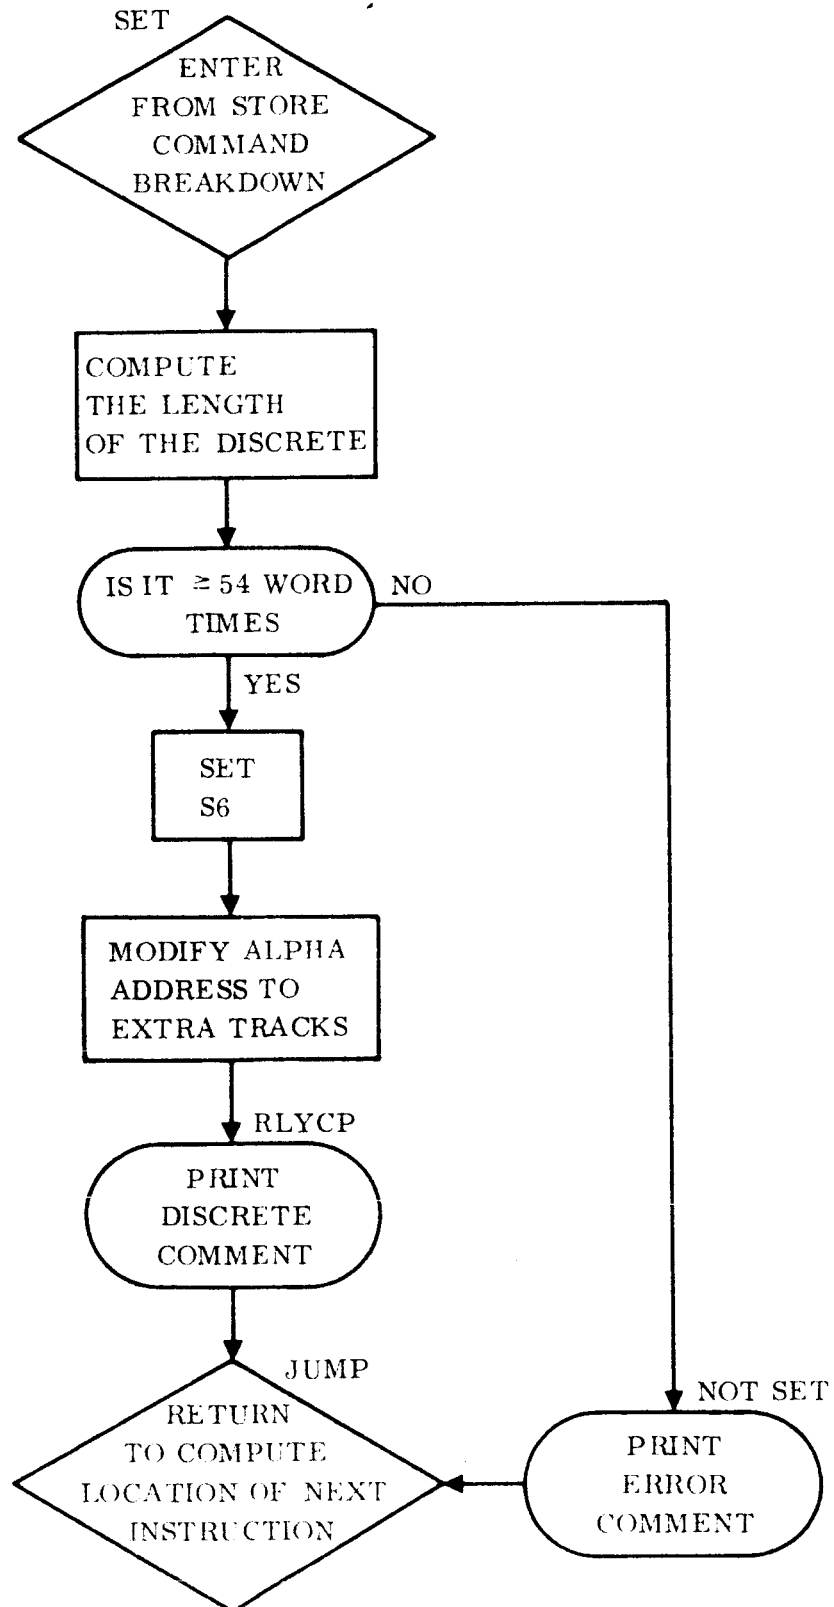 SET
ENTER
FROM STORE
COMMAND
BREAKDOWN
COMPUTE
THE LENGTH
OF THE DISCRETE
IS IT ≥ 54 WORD
TIMES
NO
YES
SET
S6
MODIFY ALPHA
ADDRESS TO
EXTRA TRACKS
RLYCP
PRINT
DISCRETE
COMMENT
JUMP
RETURN
TO COMPUTE
LOCATION OF NEXT
INSTRUCTION
NOT SET
PRINT
ERROR
COMMENT